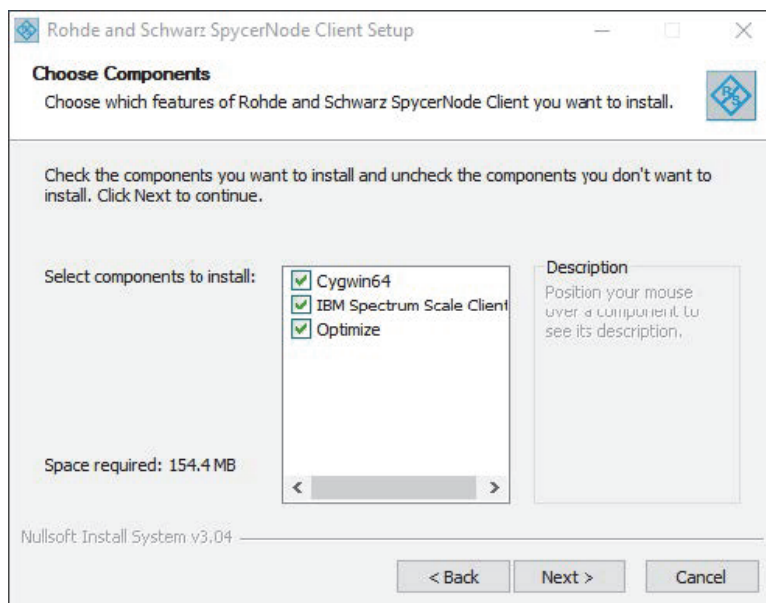 Rohde and Schwarz SpycerNode Client Setup
Choose Components
Choose which features of Rohde and Schwarz SpycerNode Client you want to install.
R S
Check the components you want to install and uncheck the components you don't want to
install. Click Next to continue.
Select components to install:
Cygwin64
IBM Spectrum Scale Client
Optimize
Description
Position your mouse
over a component to
see its description.
Space required: 154.4 MB
Nullsoft Install System v3.04
< Back
Next >
Cancel